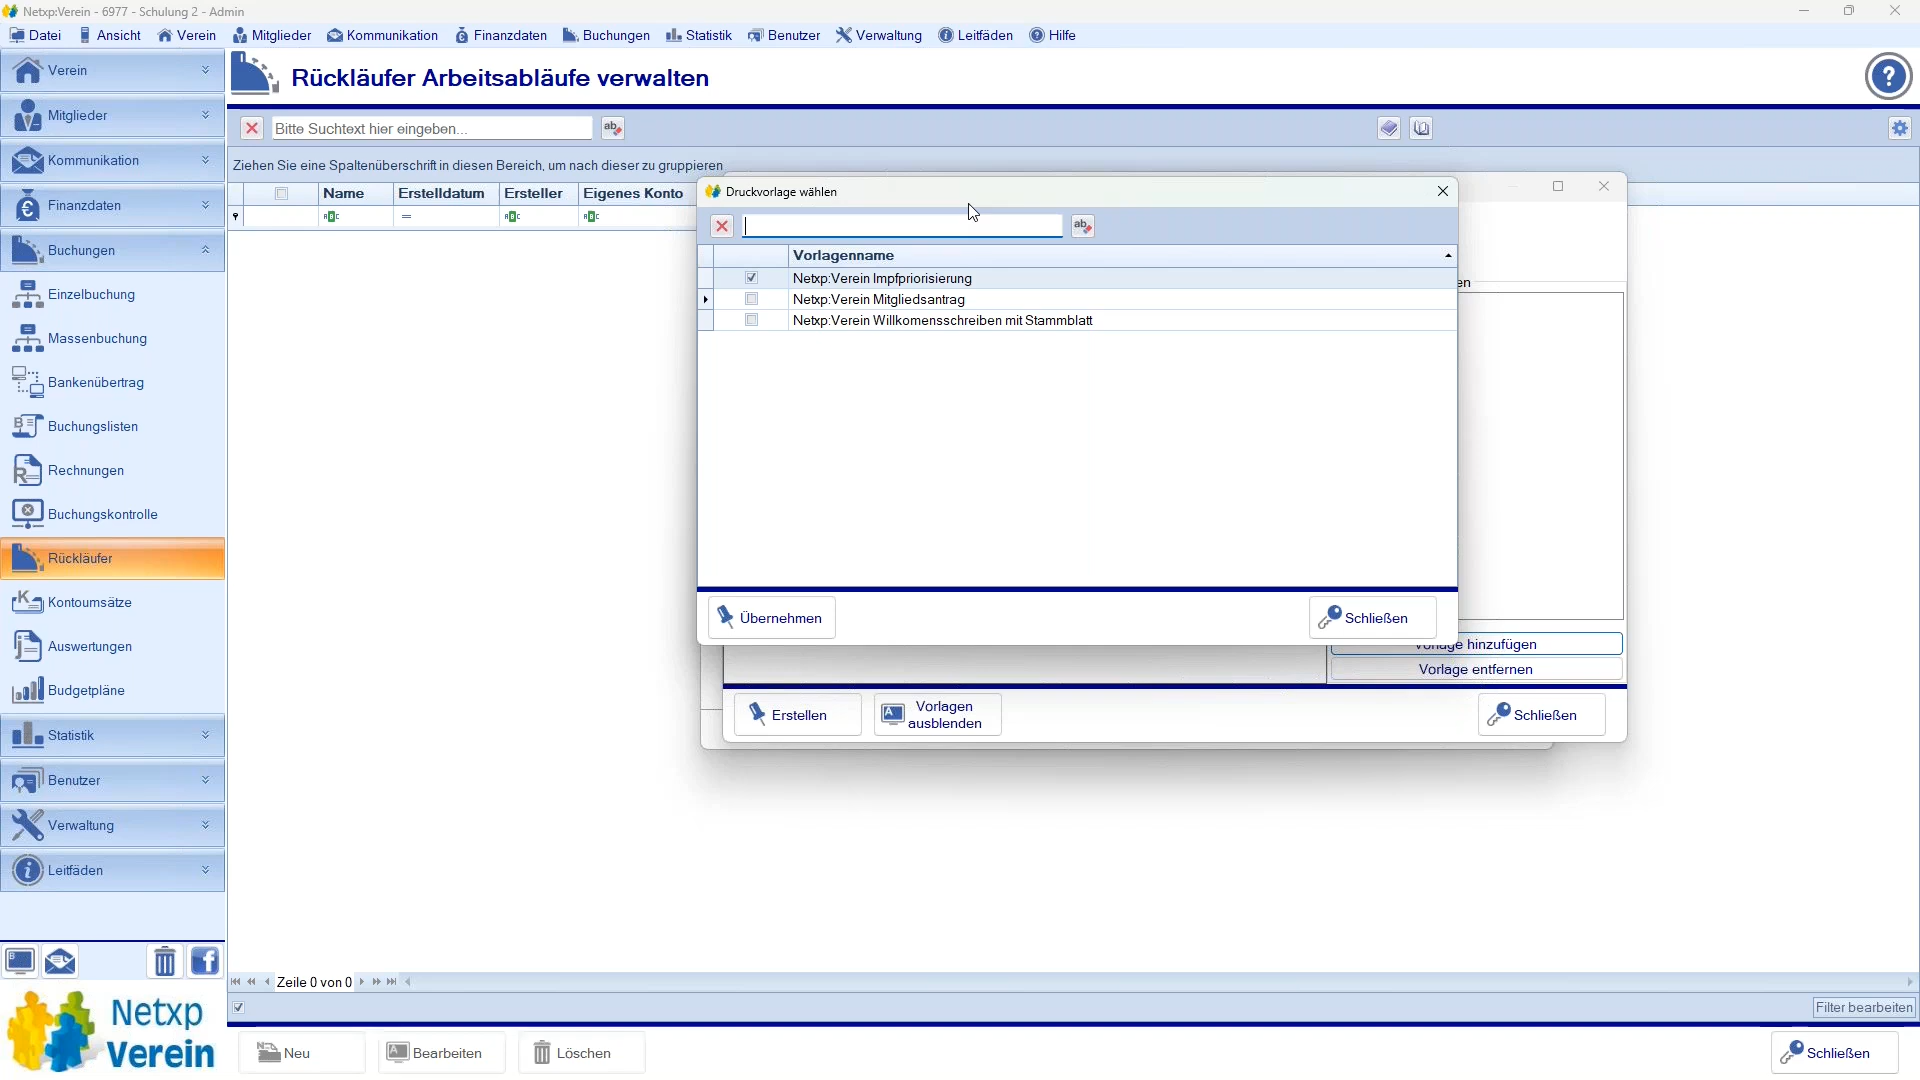 Netxp:Verein - 6977 - Schulung 2 - Admin
Datei Ansicht Verein Mitglieder Kommunikation Finanzdaten Buchungen Statistik Benutzer Verwaltung Leitfäden Hilfe
Verein
Rückläufer Arbeitsabläufe verwalten
Mitglieder
Bitte Suchtext hier eingeben...
Kommunikation
Ziehen Sie eine Spaltenüberschrift in diesen Bereich, um nach dieser zu gruppieren
Name Erstelldatum Ersteller Eigenes Konto
Druckvorlage wählen
Finanzdaten
Buchungen
Vorlagenname
Netxp:Verein Impfpriorisierung
Netxp:Verein Mitgliedsantrag
Netxp:Verein Willkomensschreiben mit Stammblatt
en
Einzelbuchung
Massenbuchung
Bankenübertrag
Buchungslisten
Rechnungen
Buchungskontrolle
Rückläufer
Kontoumsätze
Auswertungen
Budgetpläne
Übernehmen Schließen
Vorlage hinzufügen
Vorlage entfernen
Erstellen Vorlagen ausblenden Schließen
Statistik
Benutzer
Verwaltung
Leitfäden
Zeile 0 von 0
Filter bearbeiten
Netxp
Verein
Neu Bearbeiten Löschen Schließen